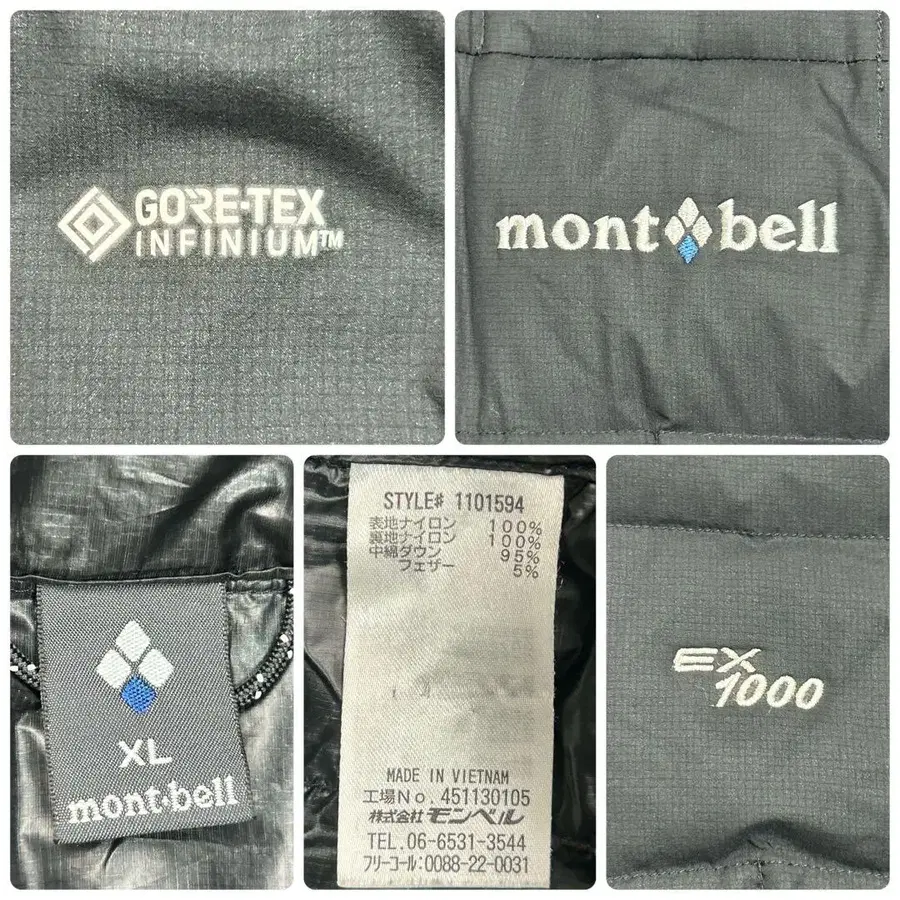 GORE-TEX
INFINIUM™
mont bell
XL
mont·bell
STYLE# 1101594
表地ナイロン 100%
裏地ナイロン 100%
中綿ダウン 95%
フェザー 5%
MADE IN VIETNAM
工場No. 451130105
株式会社モンベル
TEL.06-6531-3544
フリーコール:0088-22-0031
EX
1000